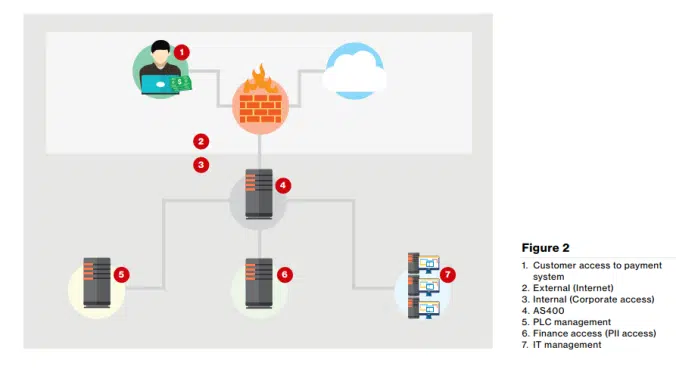 1
2
3
4
5
6
7
Figure 2
1. Customer access to payment
system
2. External (Internet)
3. Internal (Corporate access)
4. AS400
5. PLC management
6. Finance access (PII access)
7. IT management